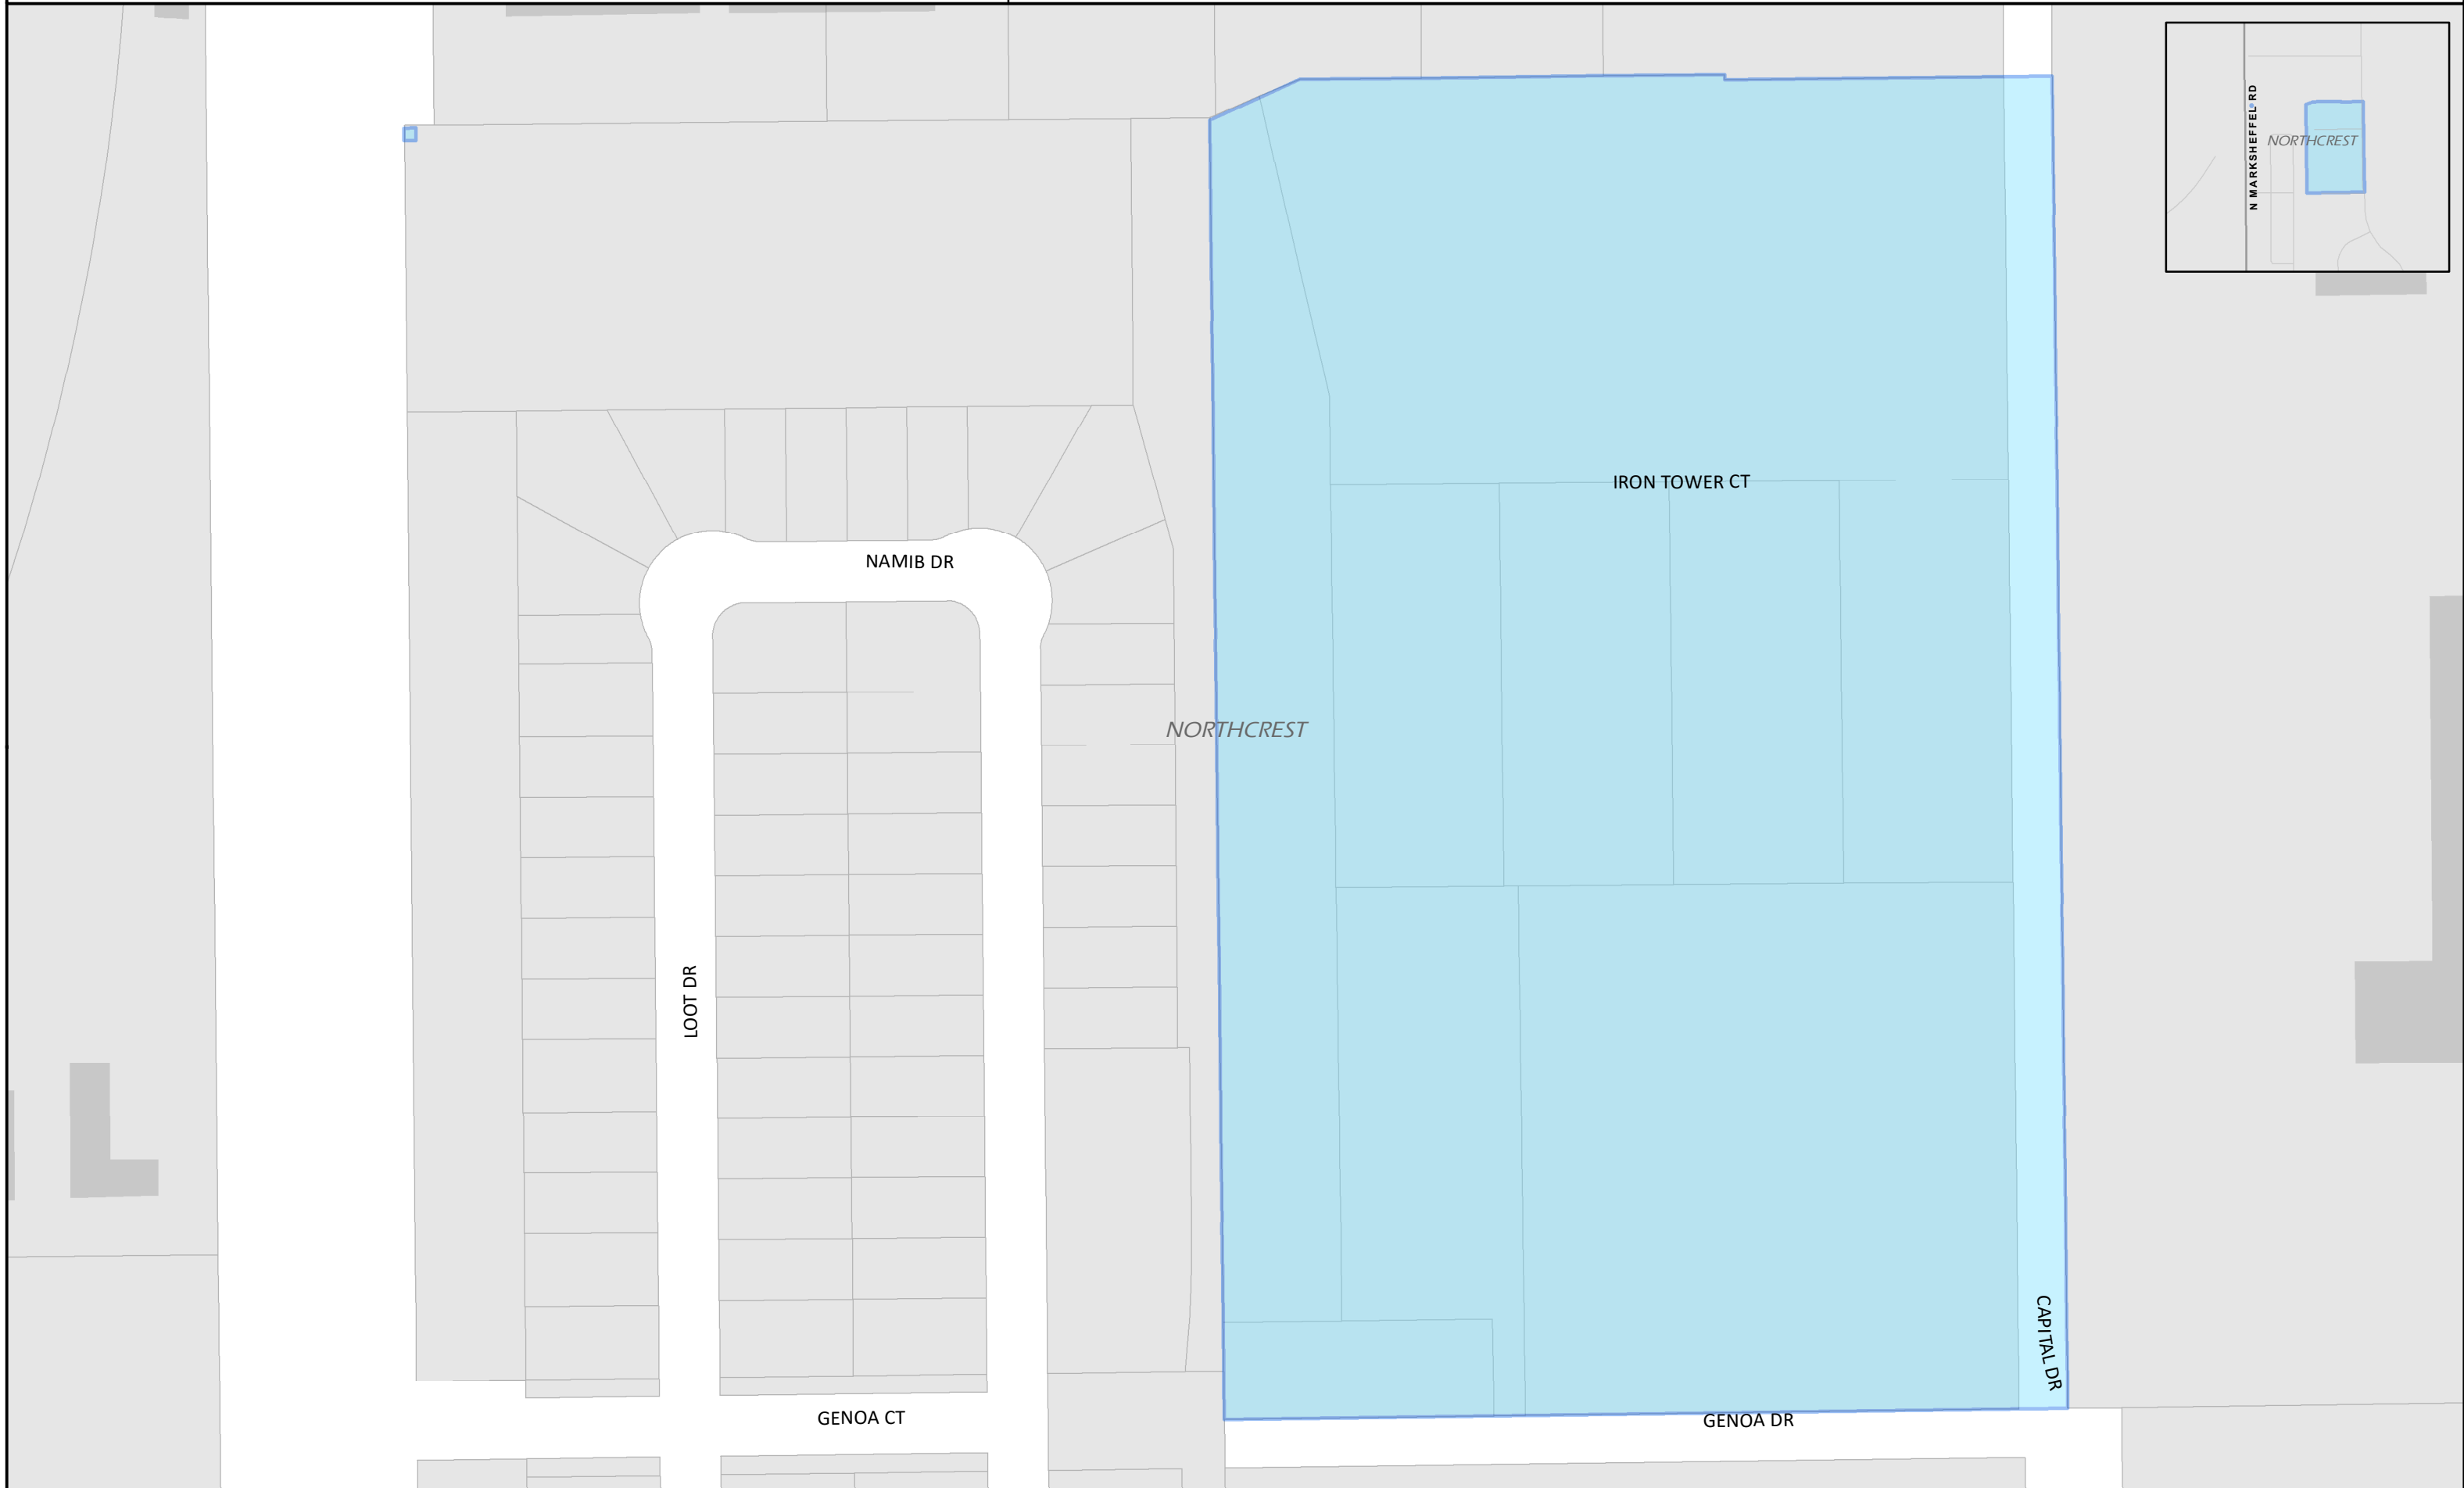 N MARKSHEFFEL RD
NORTHCREST
IRON TOWER CT
NAMIB DR
NORTHCREST
LOOT DR
CAPITAL DR
GENOA CT
GENOA DR